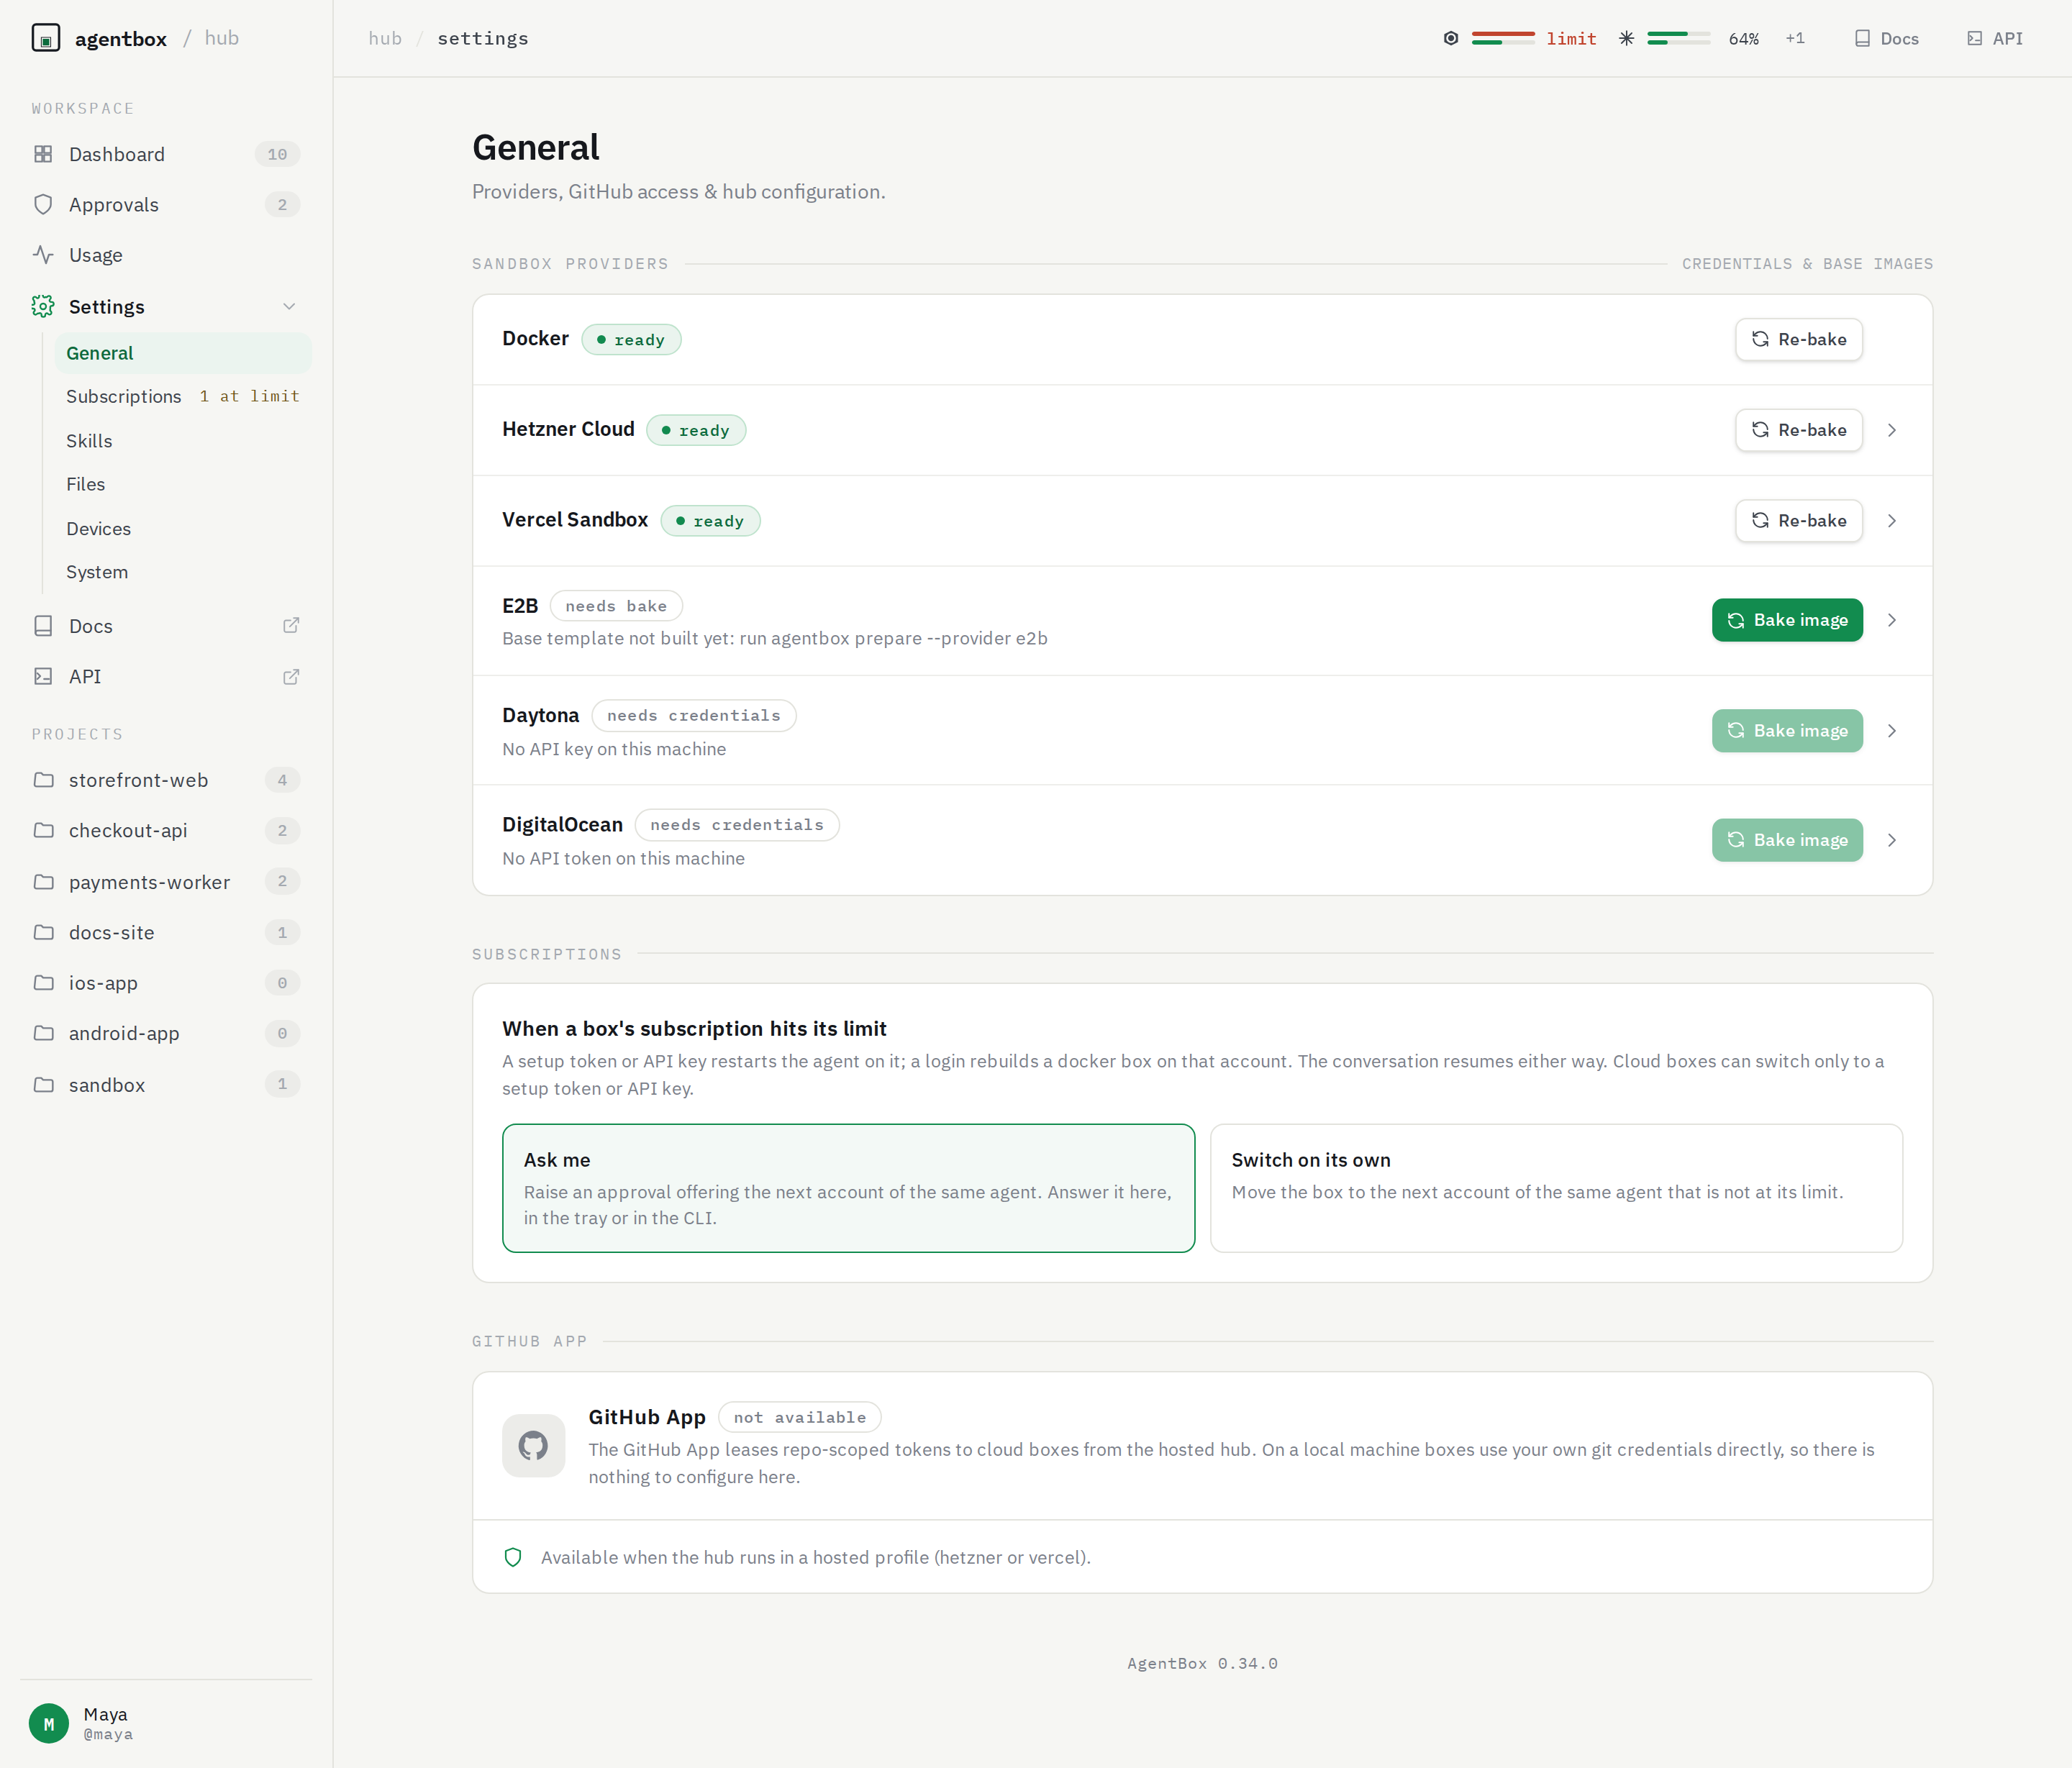 agentbox / hub
WORKSPACE
Dashboard 10
Approvals 2
Usage
Settings
General
Subscriptions 1 at limit
Skills
Files
Devices
System
Docs
API
PROJECTS
storefront-web 4
checkout-api 2
payments-worker 2
docs-site 1
ios-app 0
android-app 0
sandbox 1
M
Maya
@maya
hub / settings
limit 64% +1 Docs API
General
Providers, GitHub access & hub configuration.
SANDBOX PROVIDERS CREDENTIALS & BASE IMAGES
Docker ready Re-bake
Hetzner Cloud ready Re-bake
Vercel Sandbox ready Re-bake
E2B needs bake
Base template not built yet: run agentbox prepare --provider e2b
Bake image
Daytona needs credentials
No API key on this machine
Bake image
DigitalOcean needs credentials
No API token on this machine
Bake image
SUBSCRIPTIONS
When a box's subscription hits its limit
A setup token or API key restarts the agent on it; a login rebuilds a docker box on that account. The conversation resumes either way. Cloud boxes can switch only to a
setup token or API key.
Ask me
Raise an approval offering the next account of the same agent. Answer it here,
in the tray or in the CLI.
Switch on its own
Move the box to the next account of the same agent that is not at its limit.
GITHUB APP
GitHub App not available
The GitHub App leases repo-scoped tokens to cloud boxes from the hosted hub. On a local machine boxes use your own git credentials directly, so there is
nothing to configure here.
Available when the hub runs in a hosted profile (hetzner or vercel).
AgentBox 0.34.0